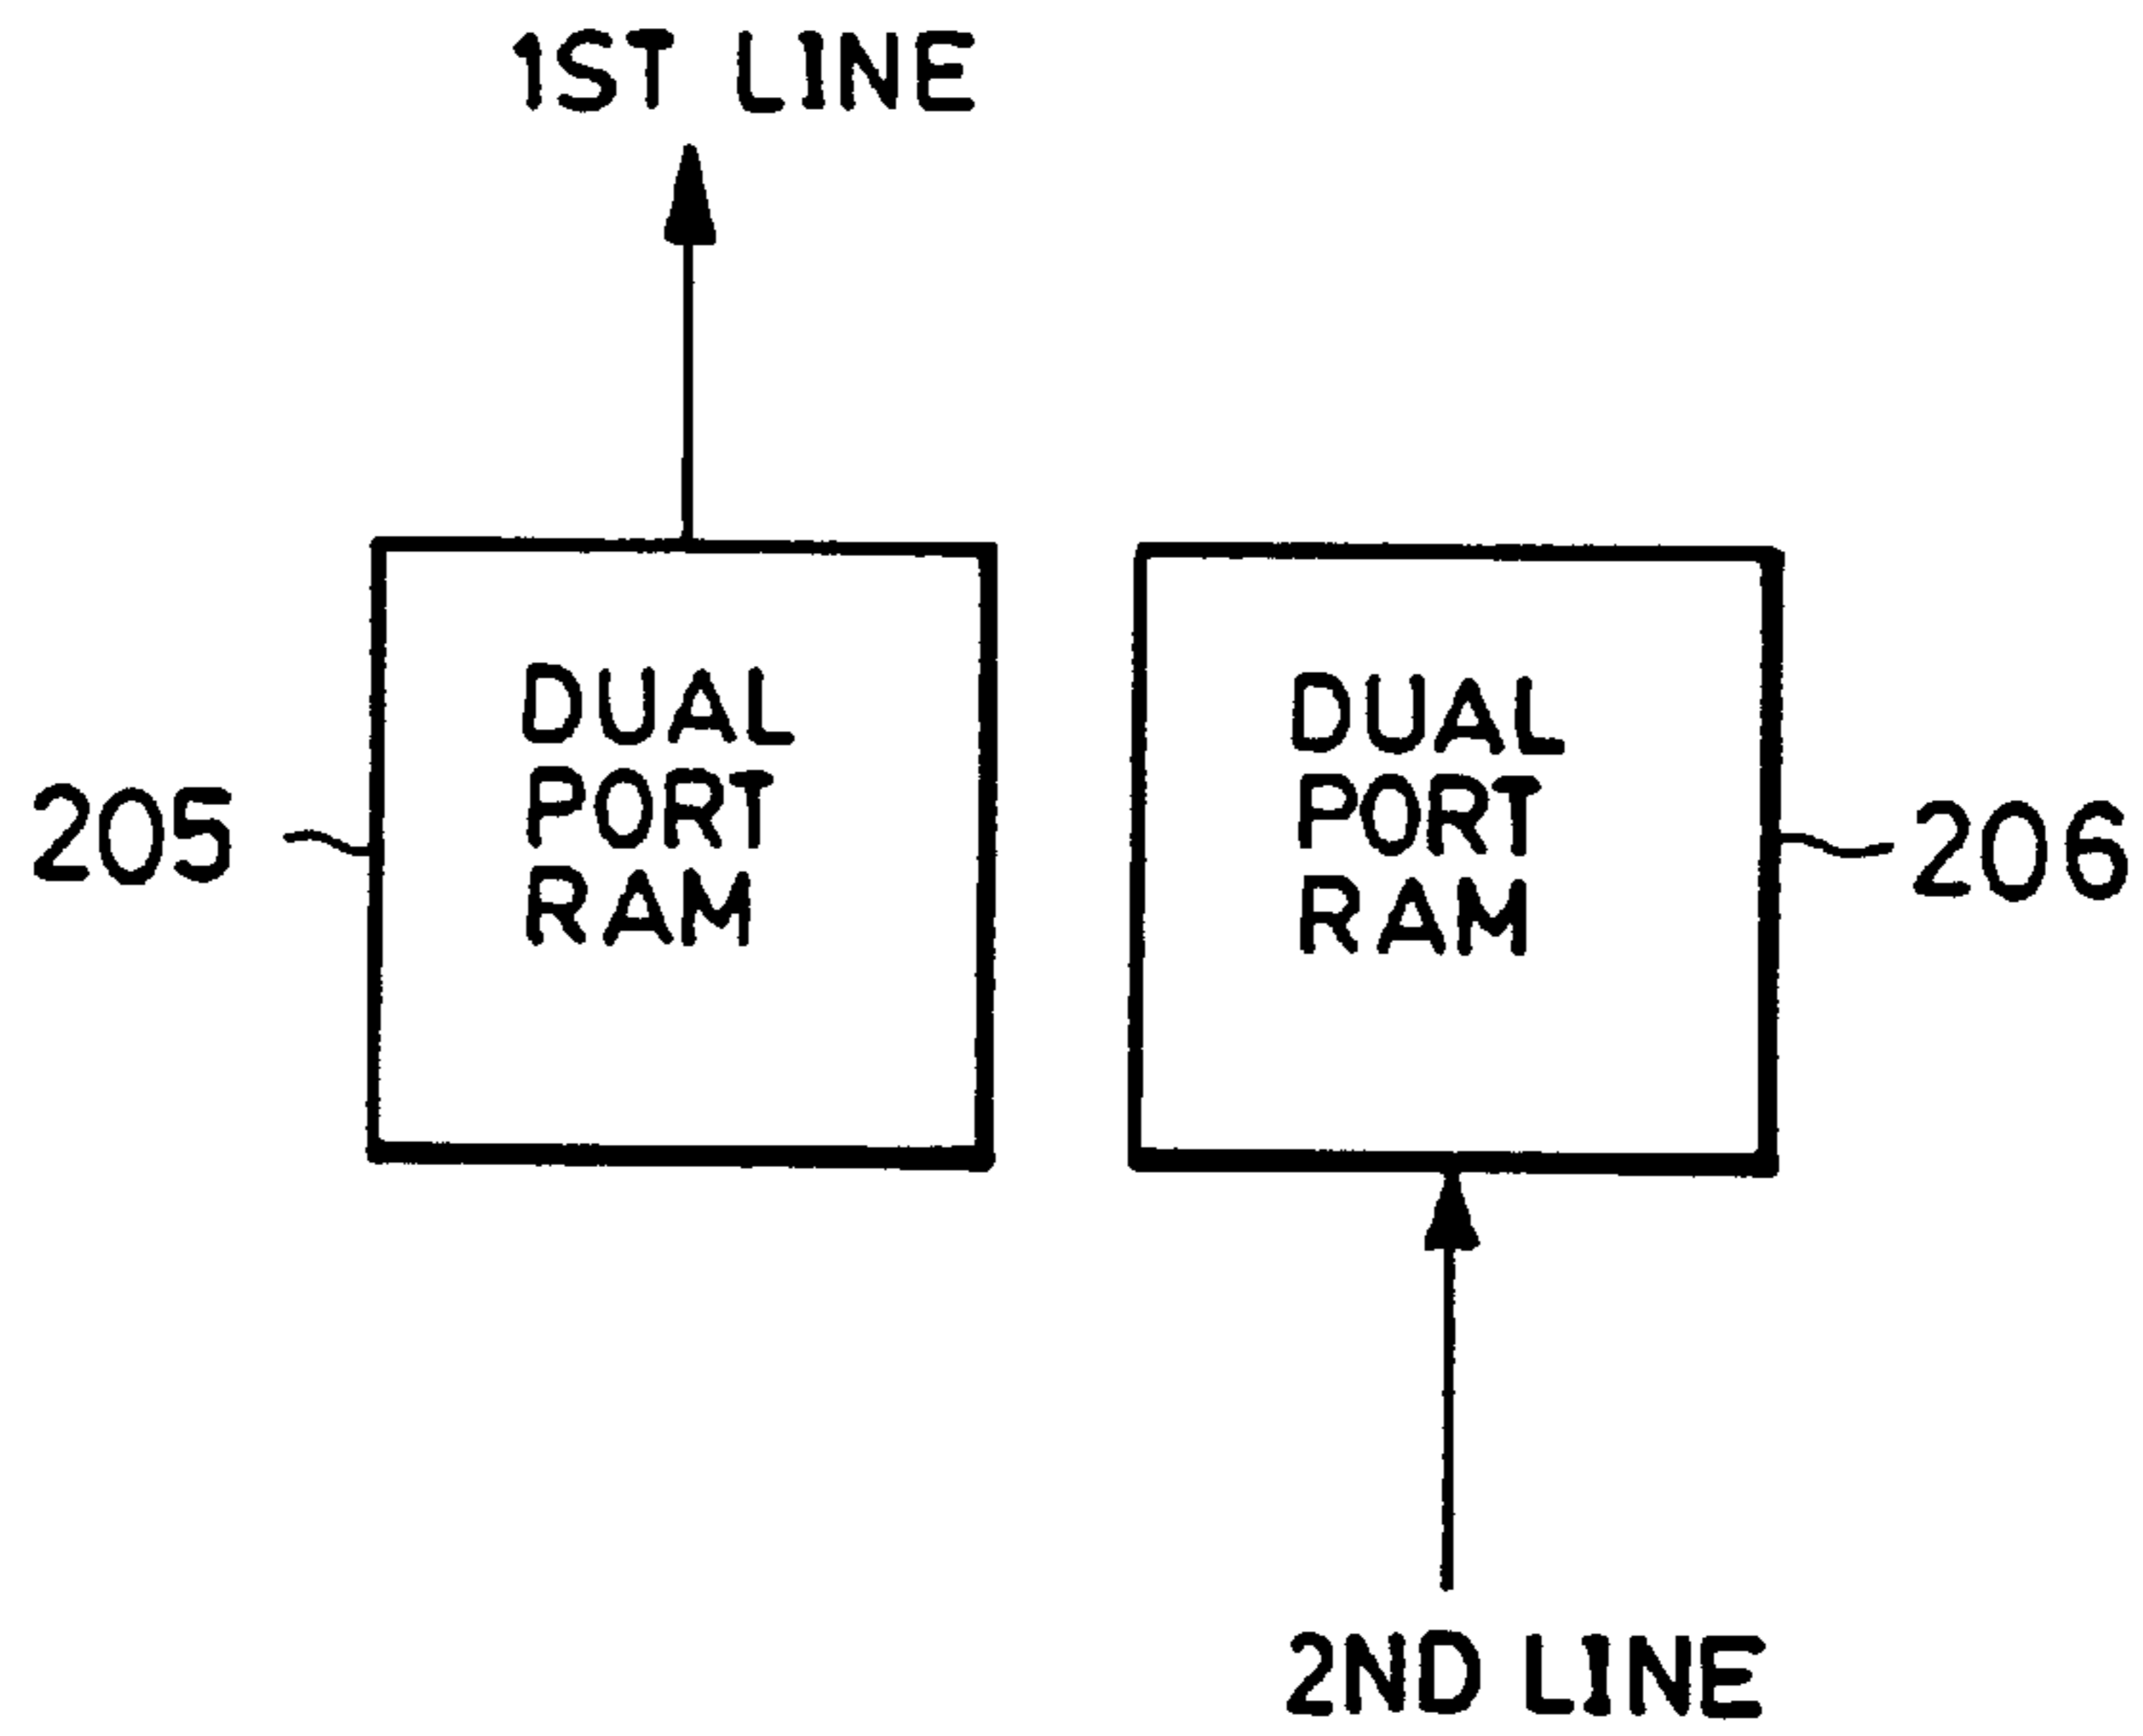 1ST LINE
DUAL
PORT
RAM
205
DUAL
PORT
RAM
206
2ND LINE